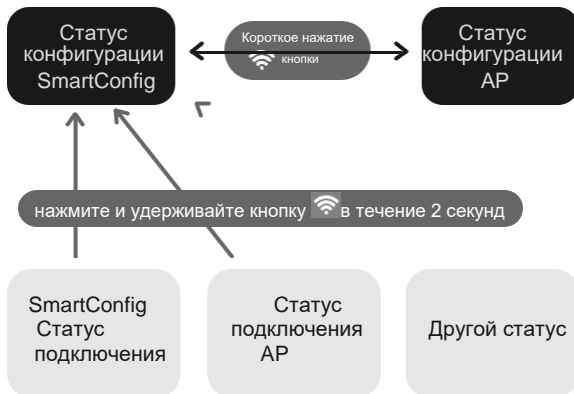 Статус
конфигурации
SmartConfig
Короткое нажатие
кнопки
Статус
конфигурации
AP
нажмите и удерживайте кнопку в течение 2 секунд
SmartConfig
Статус
подключения
Статус
подключения
AP
Другой статус